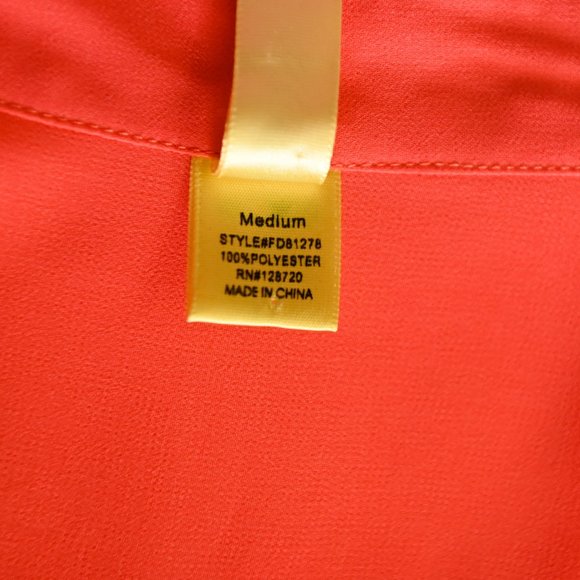 Medium
STYLE#FD81278
100%POLYESTER
RN#128720
MADE IN CHINA